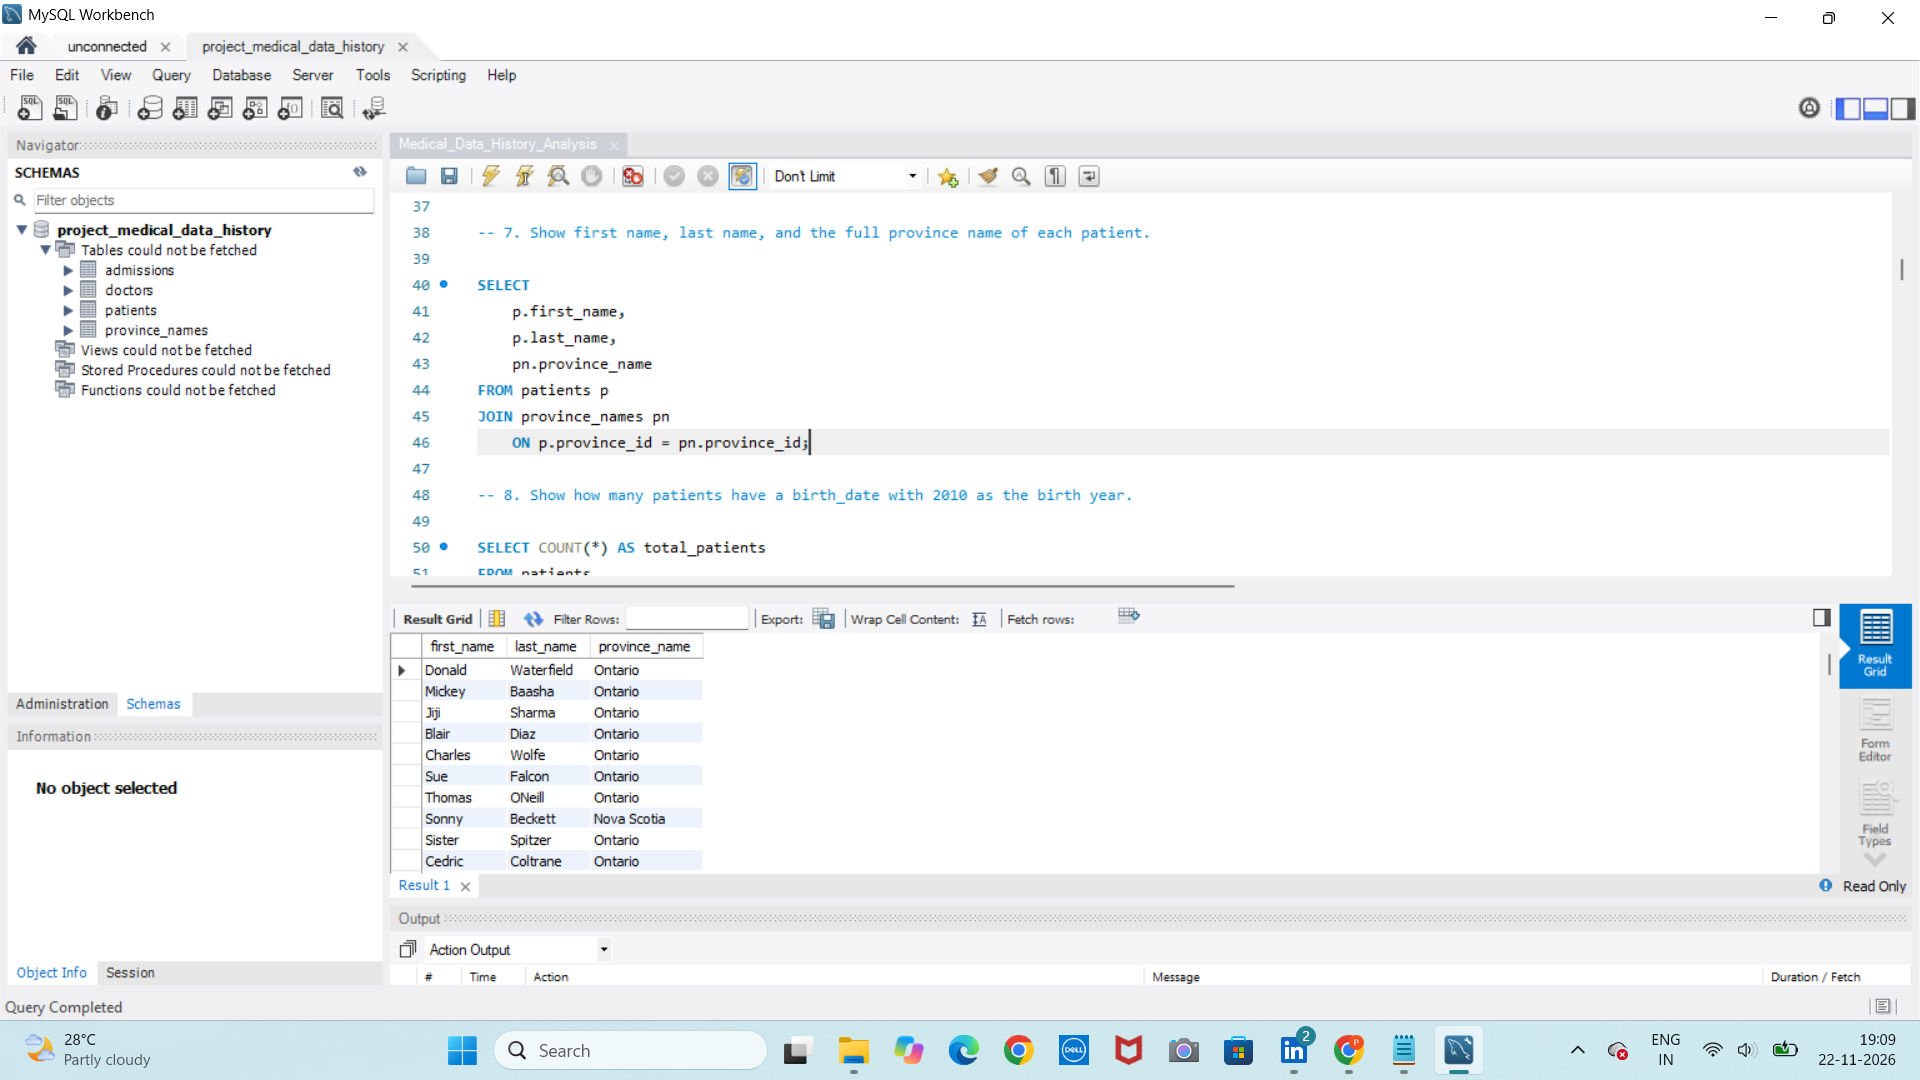 MySQL Workbench
unconnected
project_medical_data_history
File Edit View Query Database Server Tools Scripting Help
Navigator
SCHEMAS
Filter objects
project_medical_data_history
Tables could not be fetched
admissions
doctors
patients
province_names
Views could not be fetched
Stored Procedures could not be fetched
Functions could not be fetched
Administration Schemas
Information
No object selected
Object Info Session
Query Completed
Medical_Data_History_Analysis
Don't Limit
37
38 -- 7. Show first name, last name, and the full province name of each patient.
39
40 SELECT
41 p.first_name,
42 p.last_name,
43 pn.province_name
44 FROM patients p
45 JOIN province_names pn
46 ON p.province_id = pn.province_id;
47
48 -- 8. Show how many patients have a birth_date with 2010 as the birth year.
49
50 SELECT COUNT(*) AS total_patients
51 FROM patients
Result Grid Filter Rows: Export: Wrap Cell Content: Fetch rows:
first_name last_name province_name
Donald Waterfield Ontario
Mickey Baasha Ontario
Jiji Sharma Ontario
Blair Diaz Ontario
Charles Wolfe Ontario
Sue Falcon Ontario
Thomas ONeill Ontario
Sonny Beckett Nova Scotia
Sister Spitzer Ontario
Cedric Coltrane Ontario
Result
Grid
Form
Editor
Field
Types
Result 1
Read Only
Output
Action Output
# Time Action Message Duration / Fetch
28°C
Partly cloudy
Search
DELL
2
P
ENG
IN
19:09
22-11-2026